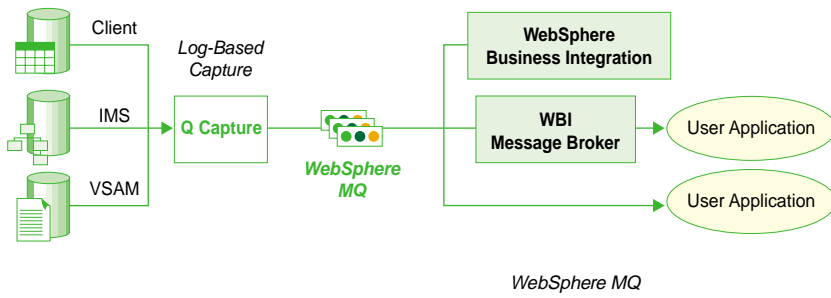 Client
IMS
VSAM
Log-Based
Capture
Q Capture
WebSphere
MQ
WebSphere
Business Integration
WBI
Message Broker
User Application
User Application
WebSphere MQ